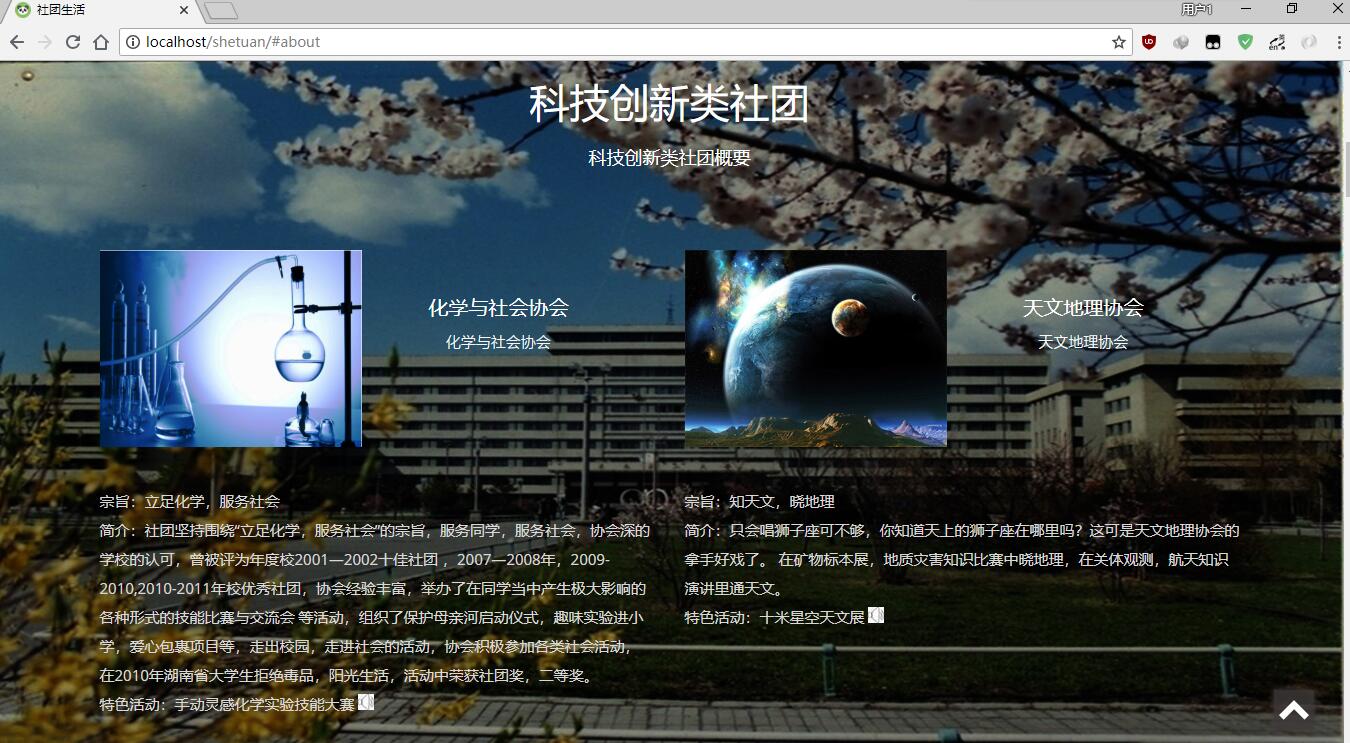 社团生活
用户1
localhost/shetuan/#about
科技创新类社团
科技创新类社团概要
化学与社会协会
化学与社会协会
天文地理协会
天文地理协会
宗旨：立足化学，服务社会
简介：社团坚持围绕“立足化学，服务社会”的宗旨，服务同学，服务社会，协会深的
学校的认可，曾被评为年度校2001—2002十佳社团 ，2007—2008年，2009-
2010,2010-2011年校优秀社团，协会经验丰富，举办了在同学当中产生极大影响的
各种形式的技能比赛与交流会 等活动，组织了保护母亲河启动仪式，趣味实验进小
学，爱心包裹项目等，走出校园，走进社会的活动，协会积极参加各类社会活动，
在2010年湖南省大学生拒绝毒品，阳光生活，活动中荣获社团奖，二等奖。
特色活动：手动灵感化学实验技能大赛
宗旨：知天文，晓地理
简介：只会唱狮子座可不够，你知道天上的狮子座在哪里吗？这可是天文地理协会的
拿手好戏了。 在矿物标本展，地质灾害知识比赛中晓地理，在关体观测，航天知识
演讲里通天文。
特色活动：十米星空天文展